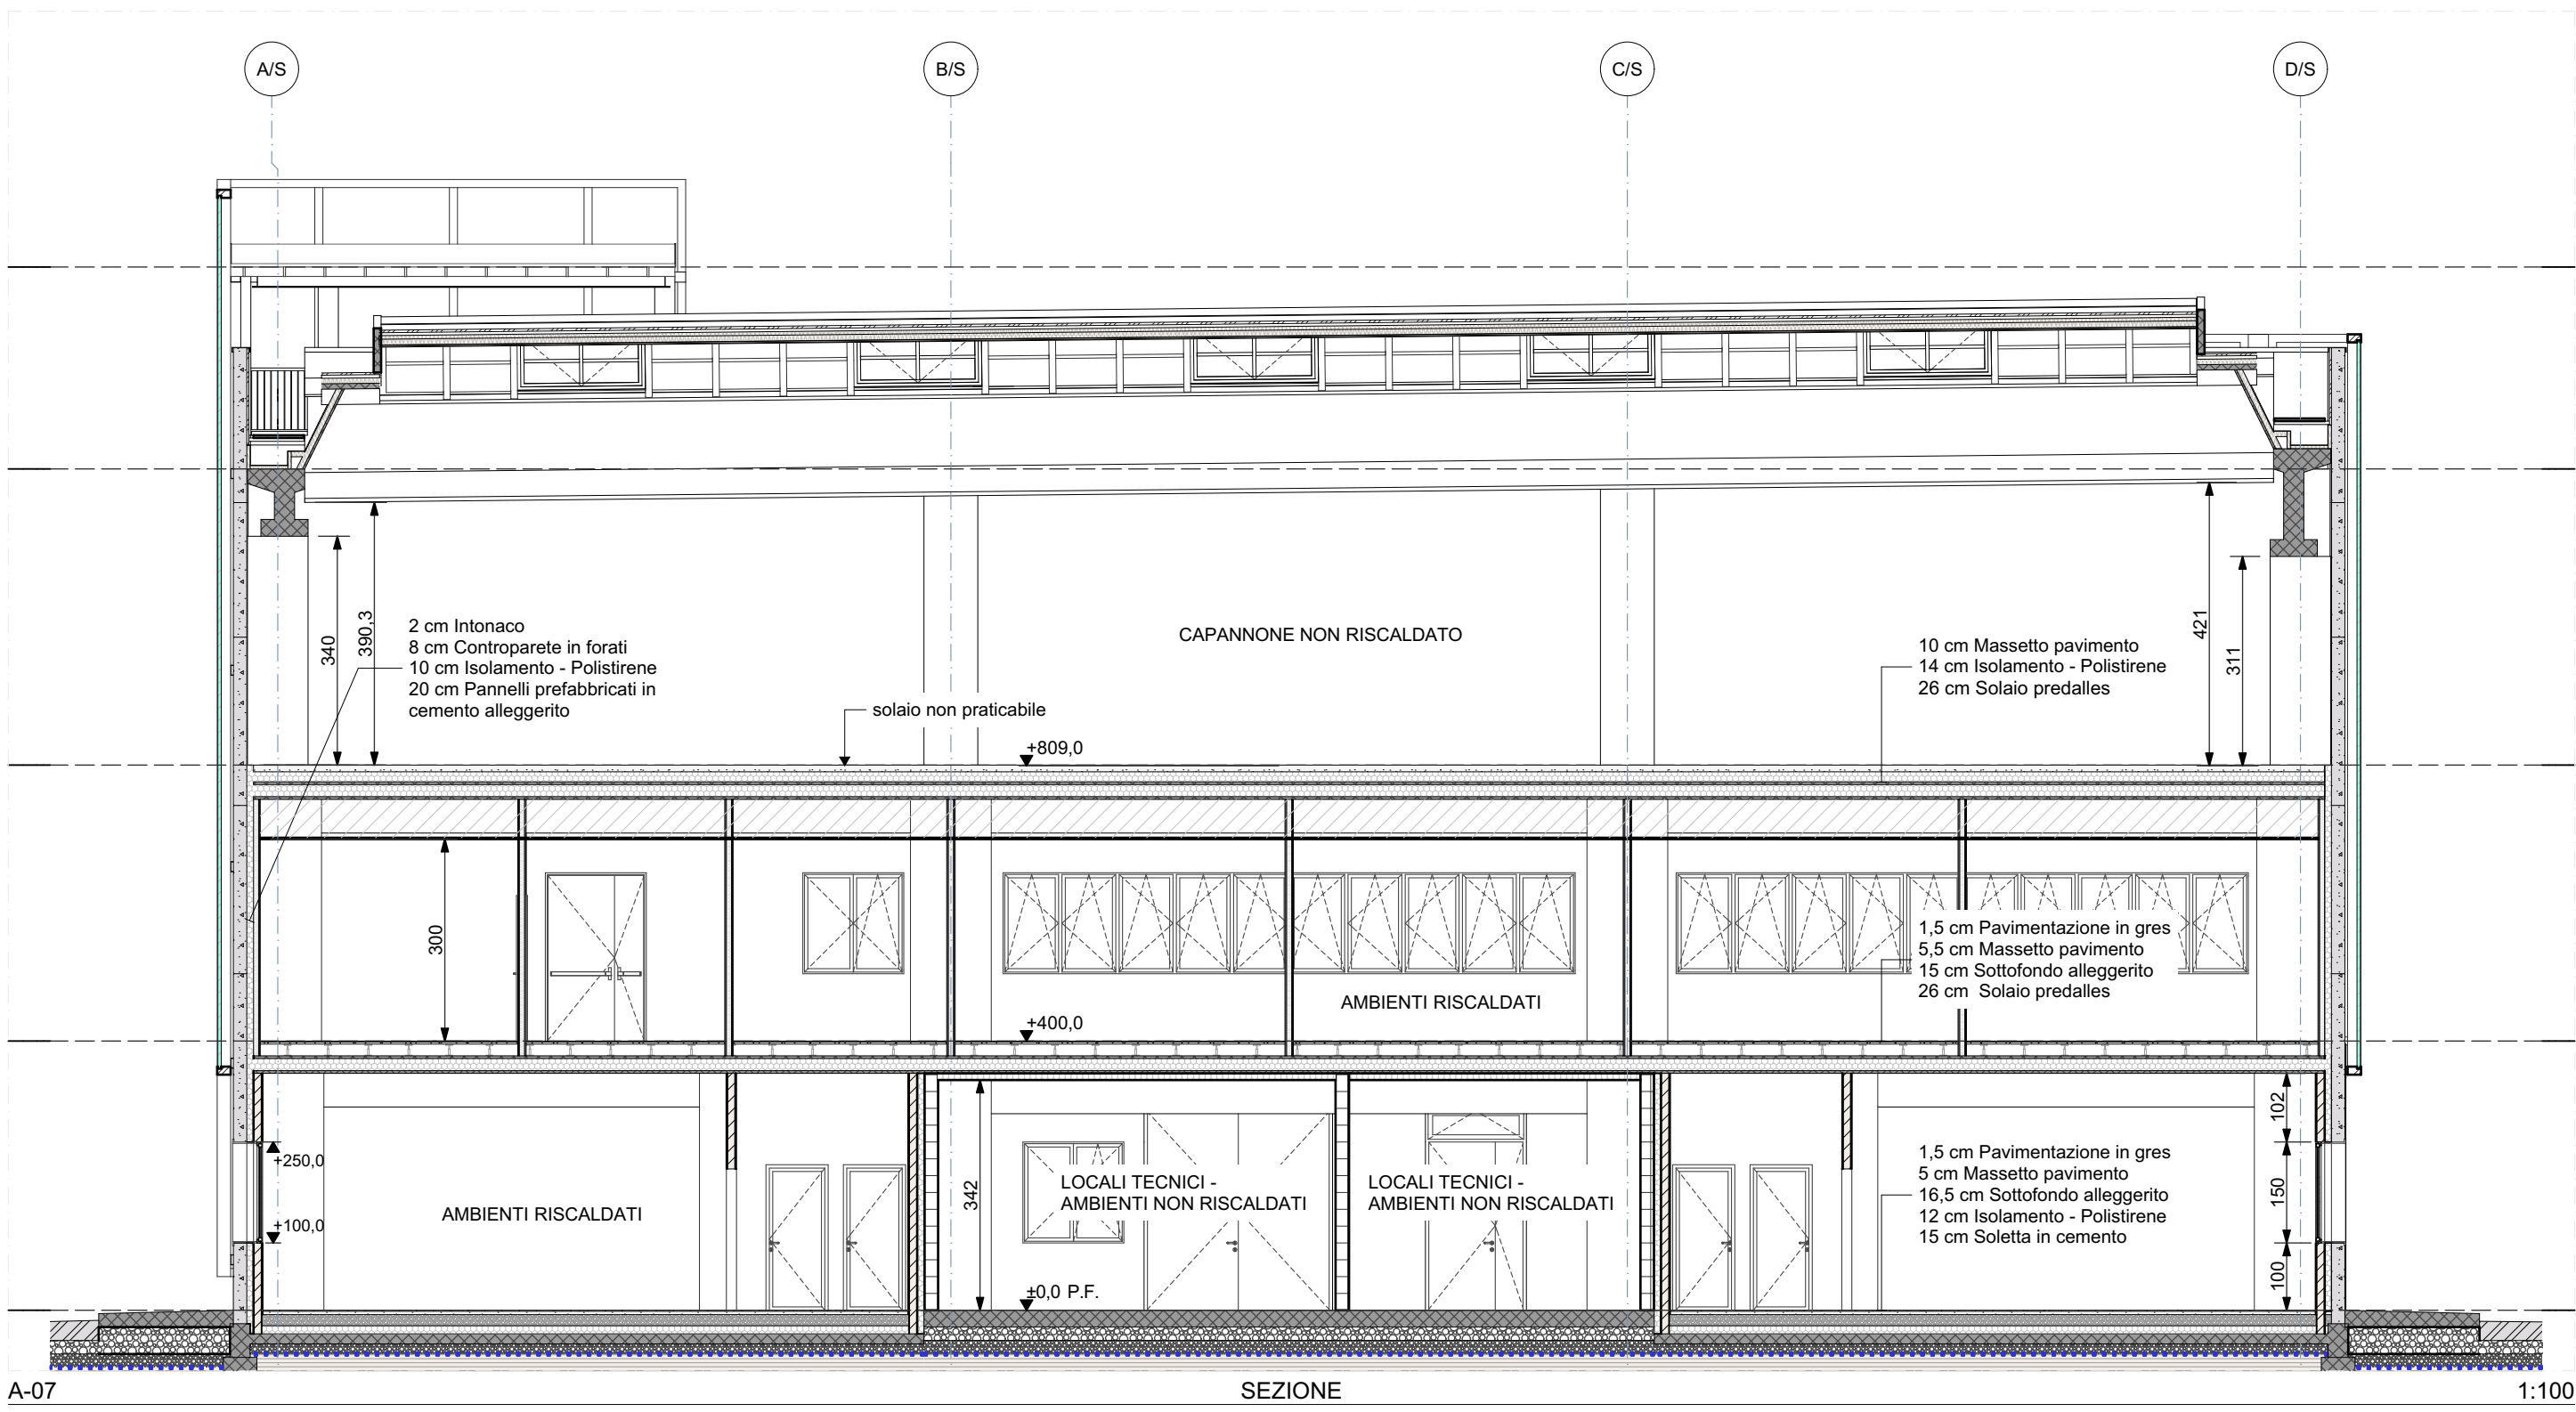 A/S
B/S
C/S
D/S
340
390,3
2 cm Intonaco
8 cm Controparete in forati
10 cm Isolamento - Polistirene
20 cm Pannelli prefabbricati in
cemento alleggerito
CAPANNONE NON RISCALDATO
solaio non praticabile
+809,0
10 cm Massetto pavimento
14 cm Isolamento - Polistirene
26 cm Solaio predalles
421
311
300
+400,0
AMBIENTI RISCALDATI
1,5 cm Pavimentazione in gres
5,5 cm Massetto pavimento
15 cm Sottofondo alleggerito
26 cm Solaio predalles
+250,0
+100,0
AMBIENTI RISCALDATI
342
LOCALI TECNICI -
AMBIENTI NON RISCALDATI
LOCALI TECNICI -
AMBIENTI NON RISCALDATI
±0,0 P.F.
1,5 cm Pavimentazione in gres
5 cm Massetto pavimento
16,5 cm Sottofondo alleggerito
12 cm Isolamento - Polistirene
15 cm Soletta in cemento
102
150
100
A-07
SEZIONE
1:100